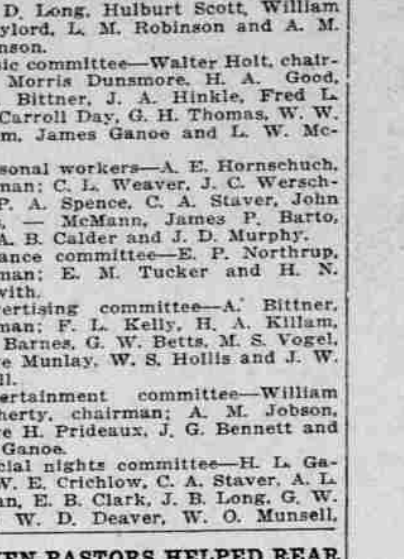 D. Long, Hulburt Scott, William
ylord, L. M. Robinson and A. M.
nson.
ic committee—Walter Holt, chair-
Morris Dunsmore, H. A. Good,
Bittner, J. A. Hinkle, Fred L.
Carroll Day, G. H. Thomas, W. W.
m, James Ganoe and L. W. Mc-
sonal workers—A. E. Hornschuch,
man; C. L. Weaver, J. C. Wersch-
P. A. Spence, C. A. Staver, John
, — McMann, James P. Barto,
A. B. Calder and J. D. Murphy.
ance committee—E. P. Northrup,
man; E. M. Tucker and H. N.
with.
ertising committee—A. Bittner,
man; F. L. Kelly, H. A. Killam,
Barnes, G. W. Betts, M. S. Vogel,
e Munlay, W. S. Hollis and J. W.
ll.
ertainment committee—William
herty, chairman; A. M. Jobson,
e H. Prideaux, J. G. Bennett and
Ganoe.
cial nights committee—H. L. Ga-
W. E. Crichlow, C. A. Staver, A. L.
an, E. B. Clark, J. B. Long, G. W.
W. D. Deaver, W. O. Munsell,
EN PASTORS HELPED REAR